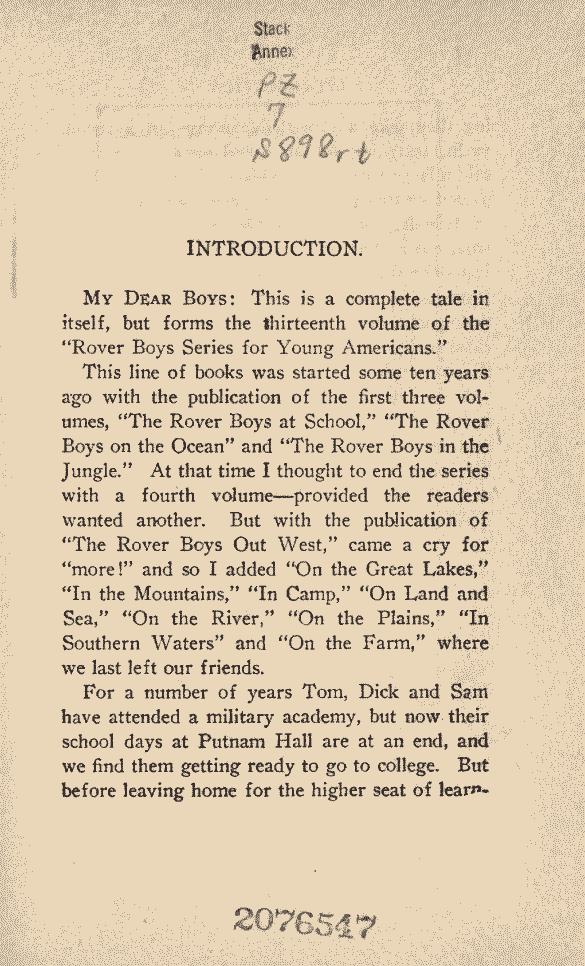 Stack
Annex
PZ
7
S898rt
INTRODUCTION.
MY DEAR BOYS: This is a complete tale in
itself, but forms the thirteenth volume of the
“Rover Boys Series for Young Americans.”
This line of books was started some ten years
ago with the publication of the first three vol-
umes, “The Rover Boys at School,” “The Rover
Boys on the Ocean” and “The Rover Boys in the
Jungle.” At that time I thought to end the series
with a fourth volume—provided the readers
wanted another. But with the publication of
“The Rover Boys Out West,” came a cry for
“more!” and so I added “On the Great Lakes,”
“In the Mountains,” “In Camp,” “On Land and
Sea,” “On the River,” “On the Plains,” “In
Southern Waters” and “On the Farm,” where
we last left our friends.
For a number of years Tom, Dick and Sam
have attended a military academy, but now their
school days at Putnam Hall are at an end, and
we find them getting ready to go to college. But
before leaving home for the higher seat of learn-
2076547